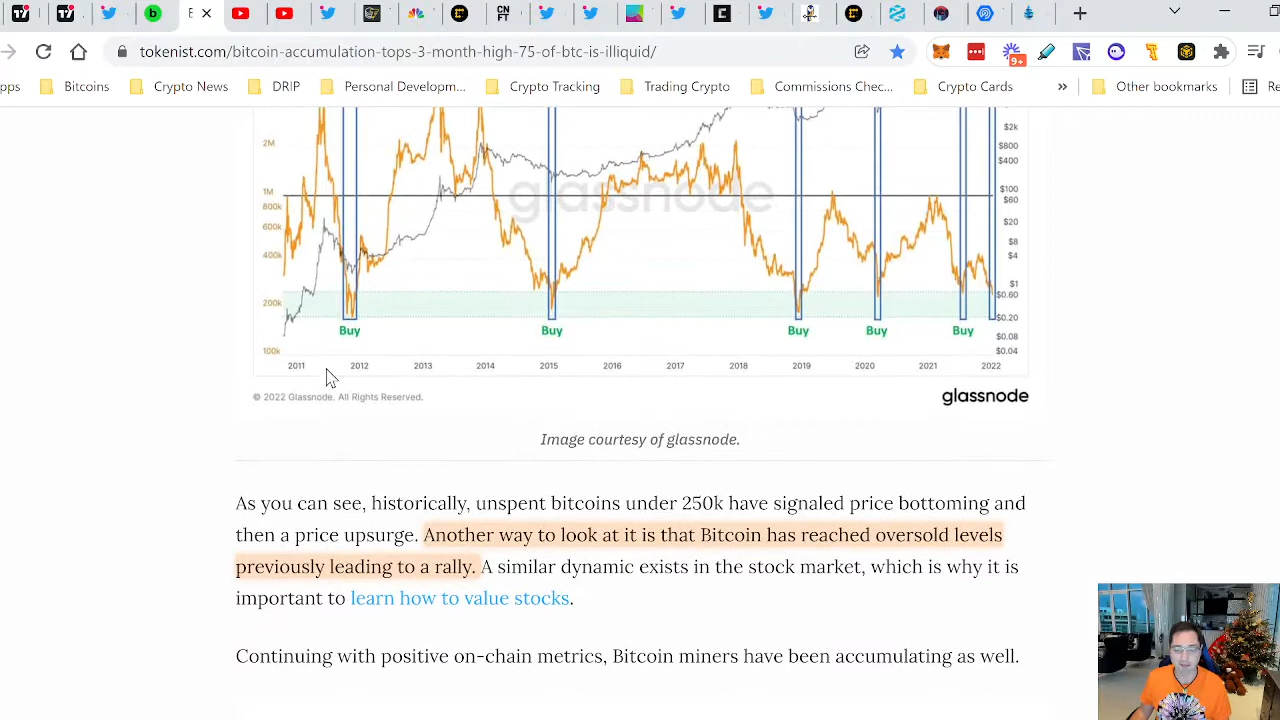 E
CN
FT
C
tokenist.com/bitcoin-accumulation-tops-3-month-high-75-of-btc-is-illiquid/
9+
pps
Bitcoins
Crypto News
DRIP
Personal Developm...
Crypto Tracking
Trading Crypto
Commissions Chec...
Crypto Cards
»
Other bookmarks
Re
$2k
2M
$800
$400
glassnode
1M
$100
800k
$60
600k
$20
$8
400k
$4
$1
200k
$0.60
$0.20
Buy
Buy
Buy
Buy
Buy
$0.08
100k
$0.04
2011
2012
2013
2014
2015
2016
2017
2018
2019
2020
2021
2022
© 2022 Glassnode. All Rights Reserved.
glassnode
Image courtesy of glassnode.
As you can see, historically, unspent bitcoins under 250k have signaled price bottoming and
then a price upsurge. Another way to look at it is that Bitcoin has reached oversold levels
previously leading to a rally. A similar dynamic exists in the stock market, which is why it is
important to learn how to value stocks.
Continuing with positive on-chain metrics, Bitcoin miners have been accumulating as well.